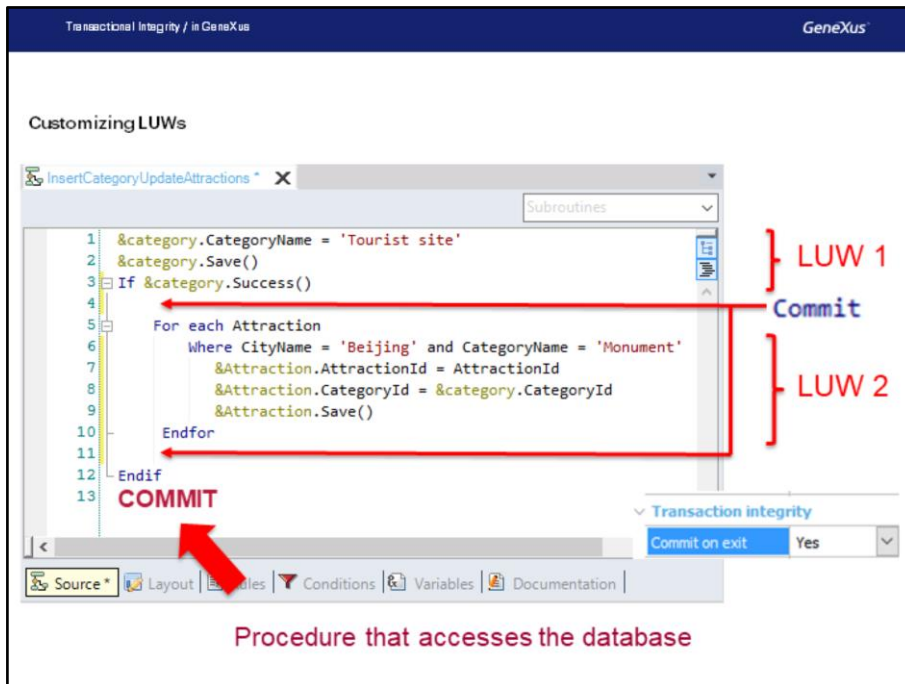 Transactional Integrity / in GeneXus
GeneXus
Customizing LUWs
InsertCategoryUpdateAttractions * X
Subroutines
1 &category.CategoryName = 'Tourist site'
2 &category.Save()
3 If &category.Success()
4
5 For each Attraction
6 Where CityName = 'Beijing' and CategoryName = 'Monument'
7 &Attraction.AttractionId = AttractionId
8 &Attraction.CategoryId = &category.CategoryId
9 &Attraction.Save()
10 Endfor
11
12 Endif
13 COMMIT
LUW 1
Commit
LUW 2
Transaction integrity
Commit on exit Yes
Source * Layout Conditions Variables Documentation
Procedure that accesses the database